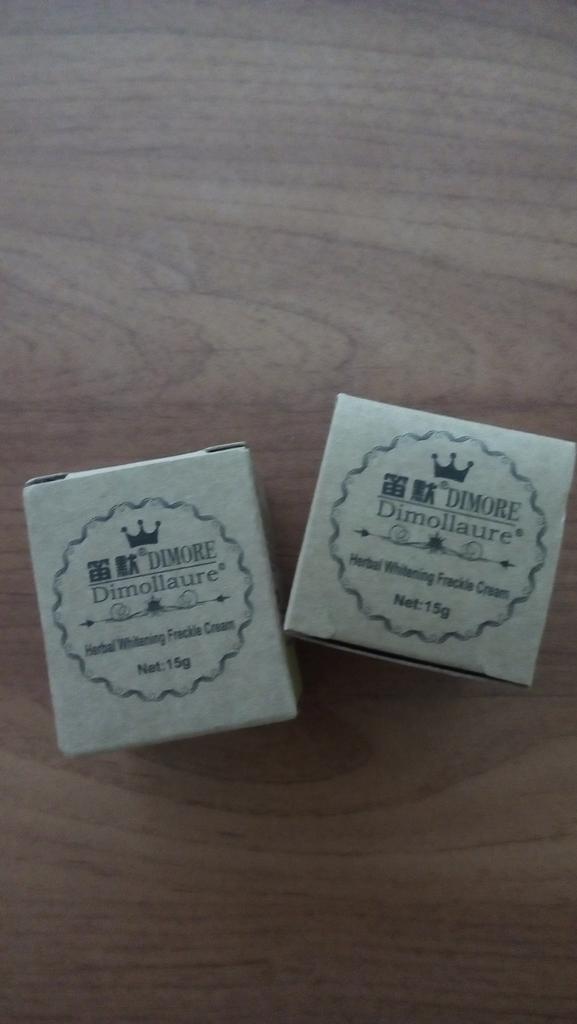 笛默®DIMORE
Dimollaure®
Herbal Whitening Freckle Cream
Net:15g
笛默®DIMORE
Dimollaure®
Herbal Whitening Freckle Cream
Net:15g